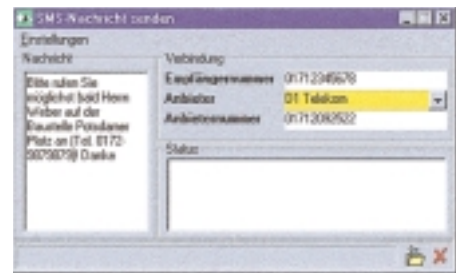 SMS-Nachricht senden
Einstellungen
Nachricht
Bitte rufen Sie
möglichst bald Herrn
Weber auf der
Baustelle Potsdamer
Platz an (Tel. 0172-
Danke
Verbindung
Empfängernummer 01712345678
Anbieter D1 Telekom
Anbieternummer 01712092522
Status